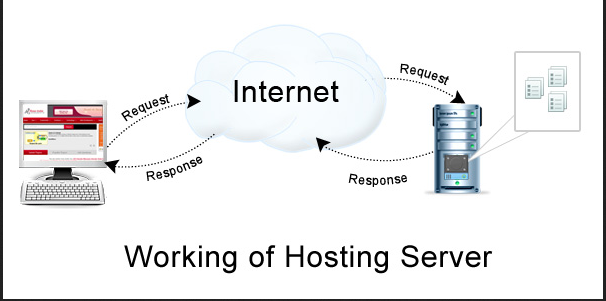 Internet
Request
Response
Request
Response
Working of Hosting Server